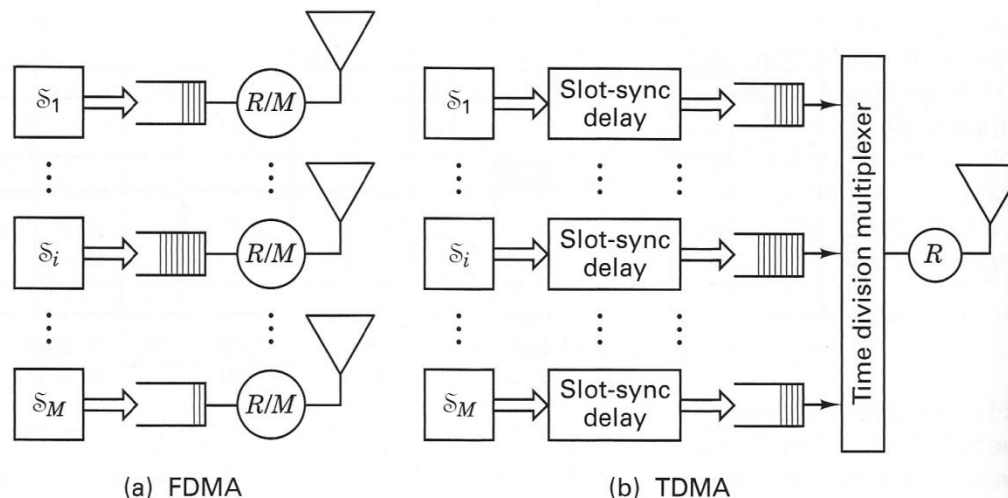 𝕊1
R/M
𝕊i
R/M
𝕊M
R/M
(a) FDMA
𝕊1
Slot-sync
delay
𝕊i
Slot-sync
delay
𝕊M
Slot-sync
delay
Time division multiplexer
R
(b) TDMA